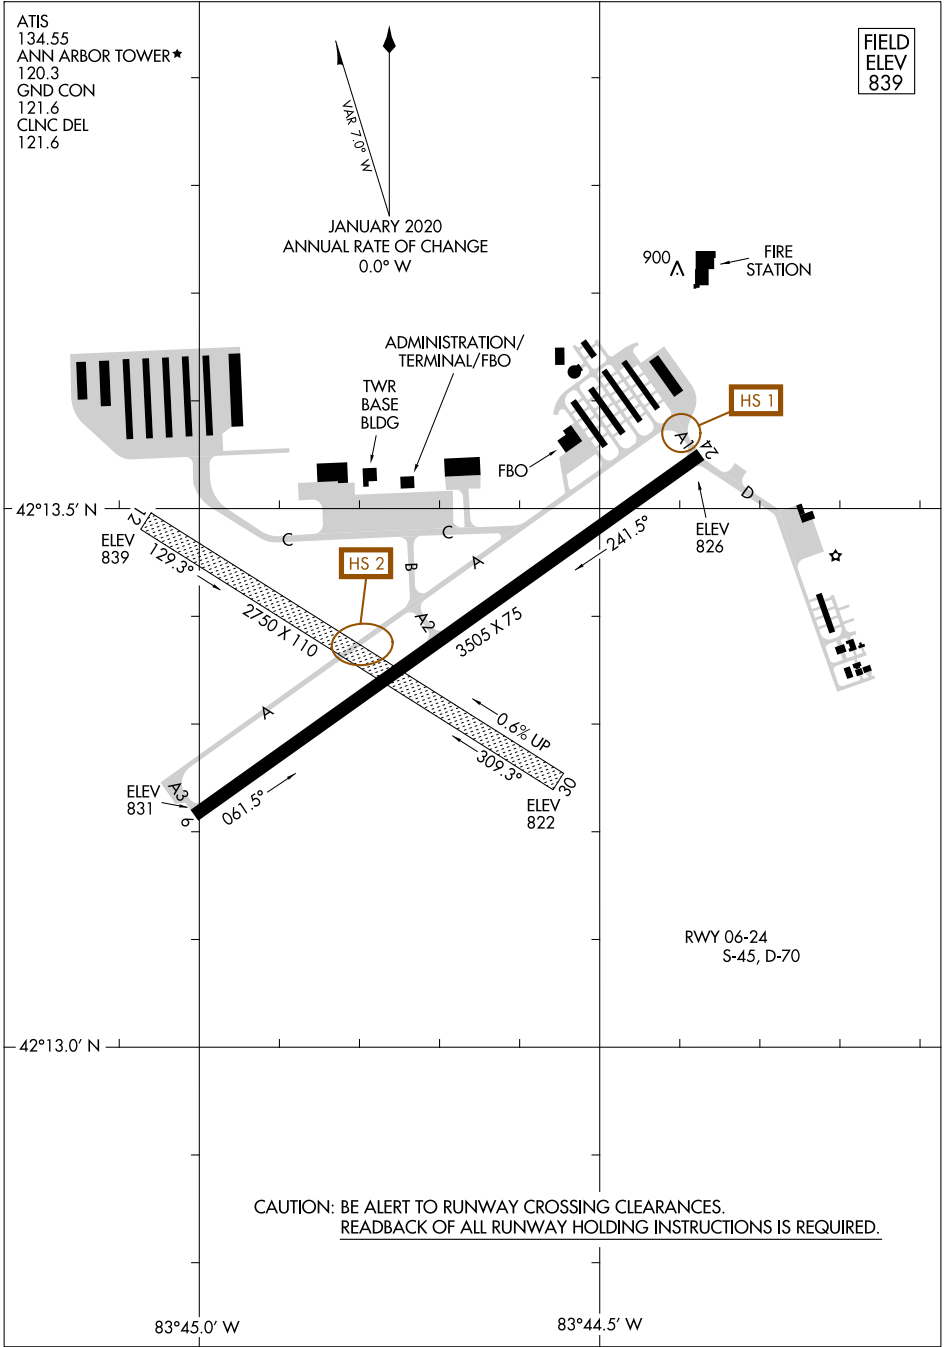 ATIS
134.55
ANN ARBOR TOWER★
120.3
GND CON
121.6
CLNC DEL
121.6
FIELD
ELEV
839
VAR 7.0° W
JANUARY 2020
ANNUAL RATE OF CHANGE
0.0° W
900
FIRE
STATION
ADMINISTRATION/
TERMINAL/FBO
TWR
BASE
BLDG
HS 1
FBO
A1
24
D
42°13.5' N
12
ELEV
839
129.3°
C
C
B
A
HS 2
241.5°
ELEV
826
2750 X 110
A2
3505 X 75
A
0.6% UP
309.3°
30
ELEV
822
A3
ELEV
831
6
061.5°
RWY 06-24
S-45, D-70
42°13.0' N
CAUTION: BE ALERT TO RUNWAY CROSSING CLEARANCES.
READBACK OF ALL RUNWAY HOLDING INSTRUCTIONS IS REQUIRED.
83°45.0' W
83°44.5' W